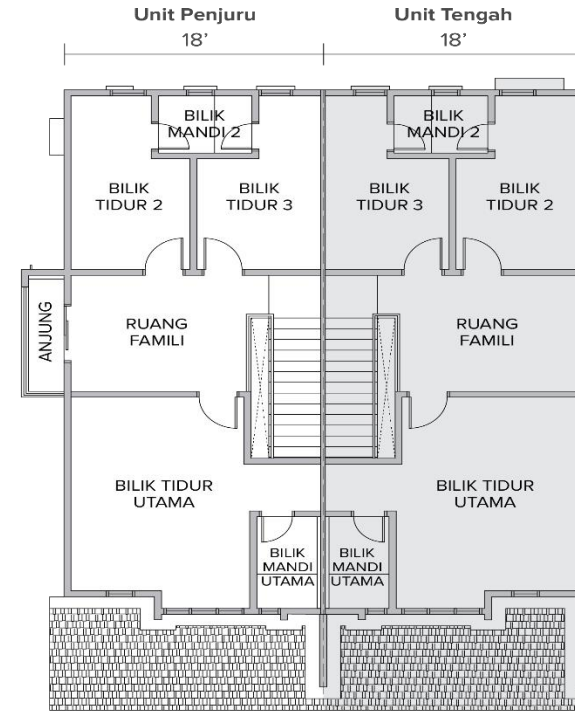 Unit Penjuru
18’
Unit Tengah
18’
BILIK
MANDI 2
BILIK
MANDI 2
BILIK
TIDUR 2
BILIK
TIDUR 3
BILIK
TIDUR 3
BILIK
TIDUR 2
ANJUNG
RUANG
FAMILI
RUANG
FAMILI
BILIK TIDUR
UTAMA
BILIK TIDUR
UTAMA
BILIK
MANDI
UTAMA
BILIK
MANDI
UTAMA